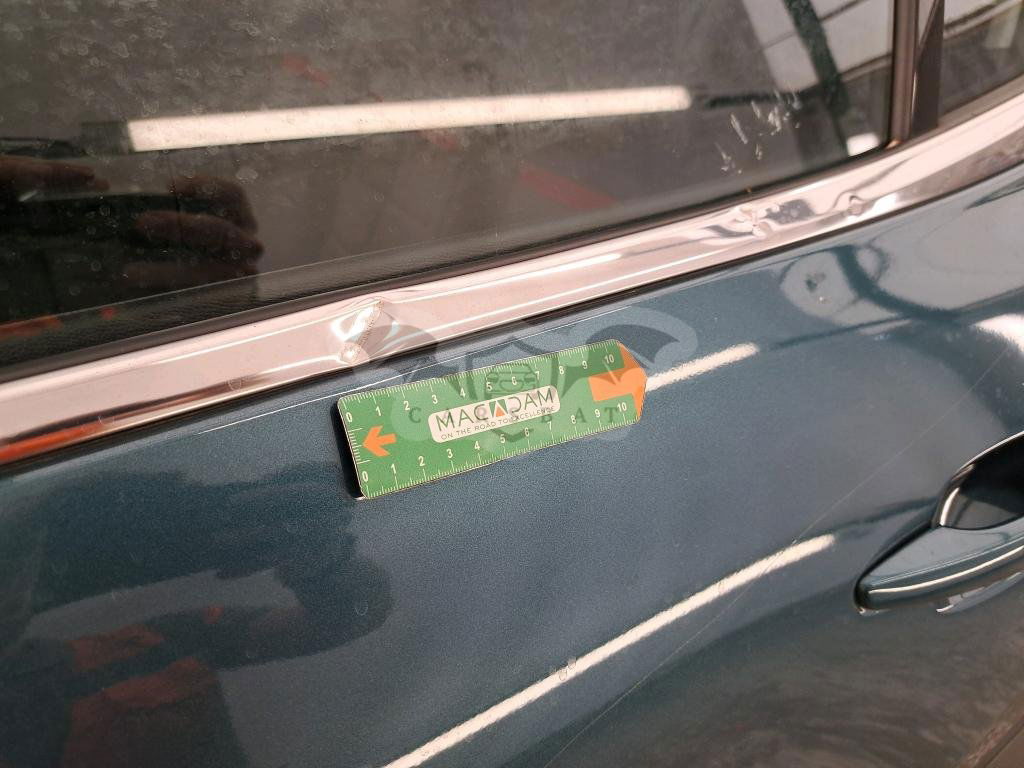 0 1 2 3 4 5 6 7 8 9 10
MACADAM
ON THE ROAD TO EXCELLENCE
CARCBAT
0 1 2 3 4 5 6 7 8 9 10